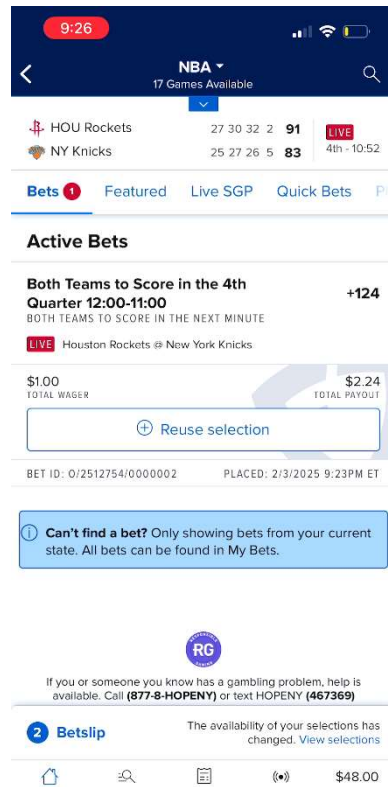 9:26
NBA
17 Games Available
HOU Rockets 27 30 32 2 91 LIVE
NY Knicks 25 27 26 5 83 4th - 10:52
Bets 1 Featured Live SGP Quick Bets P
Active Bets
Both Teams to Score in the 4th
Quarter 12:00-11:00 +124
BOTH TEAMS TO SCORE IN THE NEXT MINUTE
LIVE Houston Rockets @ New York Knicks
$1.00 $2.24
TOTAL WAGER TOTAL PAYOUT
Reuse selection
BET ID: O/2512754/0000002 PLACED: 2/3/2025 9:23PM ET
Can't find a bet? Only showing bets from your current
state. All bets can be found in My Bets.
RG
If you or someone you know has a gambling problem, help is
available. Call (877-8-HOPENY) or text HOPENY (467369)
2 Betslip The availability of your selections has
changed. View selections
$48.00